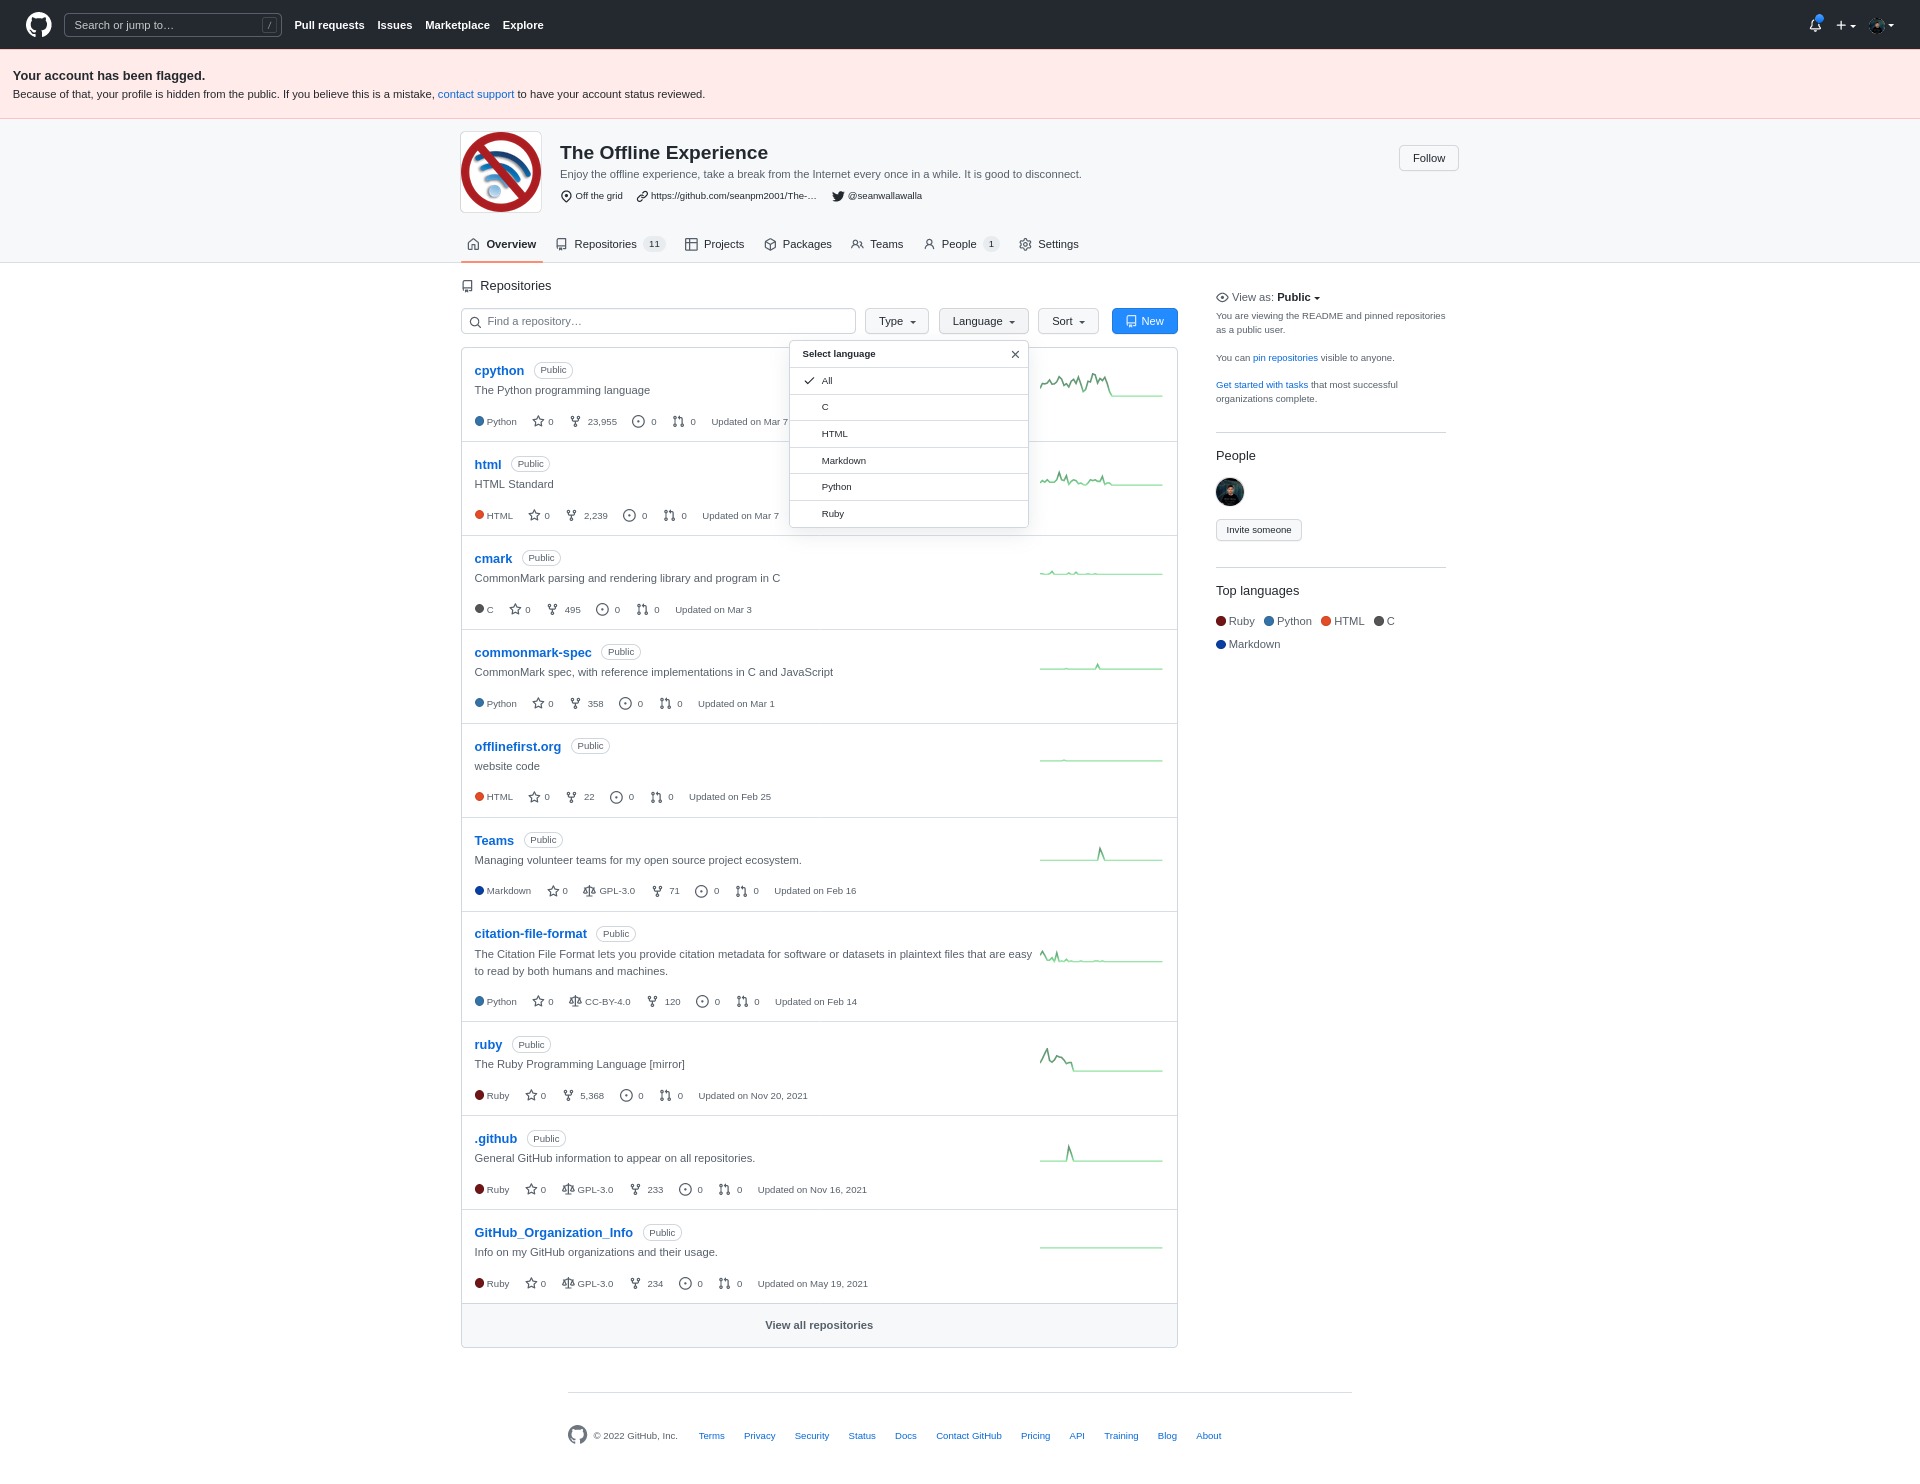 Search or jump to…
/
Pull requests
Issues
Marketplace
Explore
Your account has been flagged.
Because of that, your profile is hidden from the public. If you believe this is a mistake, contact support to have your account status reviewed.
The Offline Experience
Enjoy the offline experience, take a break from the Internet every once in a while. It is good to disconnect.
Off the grid
https://github.com/seanpm2001/The-…
@seanwallawalla
Follow
Overview
Repositories 11
Projects
Packages
Teams
People 1
Settings
Repositories
Find a repository…
Type
Language
Sort
New
Select language
All
C
HTML
Markdown
Python
Ruby
cpython Public
The Python programming language
Python 0 23,955 0 0 Updated on Mar 7
html Public
HTML Standard
HTML 0 2,239 0 0 Updated on Mar 7
cmark Public
CommonMark parsing and rendering library and program in C
C 0 495 0 0 Updated on Mar 3
commonmark-spec Public
CommonMark spec, with reference implementations in C and JavaScript
Python 0 358 0 0 Updated on Mar 1
offlinefirst.org Public
website code
HTML 0 22 0 0 Updated on Feb 25
Teams Public
Managing volunteer teams for my open source project ecosystem.
Markdown 0 GPL-3.0 71 0 0 Updated on Feb 16
citation-file-format Public
The Citation File Format lets you provide citation metadata for software or datasets in plaintext files that are easy
to read by both humans and machines.
Python 0 CC-BY-4.0 120 0 0 Updated on Feb 14
ruby Public
The Ruby Programming Language [mirror]
Ruby 0 5,368 0 0 Updated on Nov 20, 2021
.github Public
General GitHub information to appear on all repositories.
Ruby 0 GPL-3.0 233 0 0 Updated on Nov 16, 2021
GitHub_Organization_Info Public
Info on my GitHub organizations and their usage.
Ruby 0 GPL-3.0 234 0 0 Updated on May 19, 2021
View all repositories
View as: Public
You are viewing the README and pinned repositories
as a public user.
You can pin repositories visible to anyone.
Get started with tasks that most successful
organizations complete.
People
Invite someone
Top languages
Ruby Python HTML C
Markdown
© 2022 GitHub, Inc.
Terms
Privacy
Security
Status
Docs
Contact GitHub
Pricing
API
Training
Blog
About